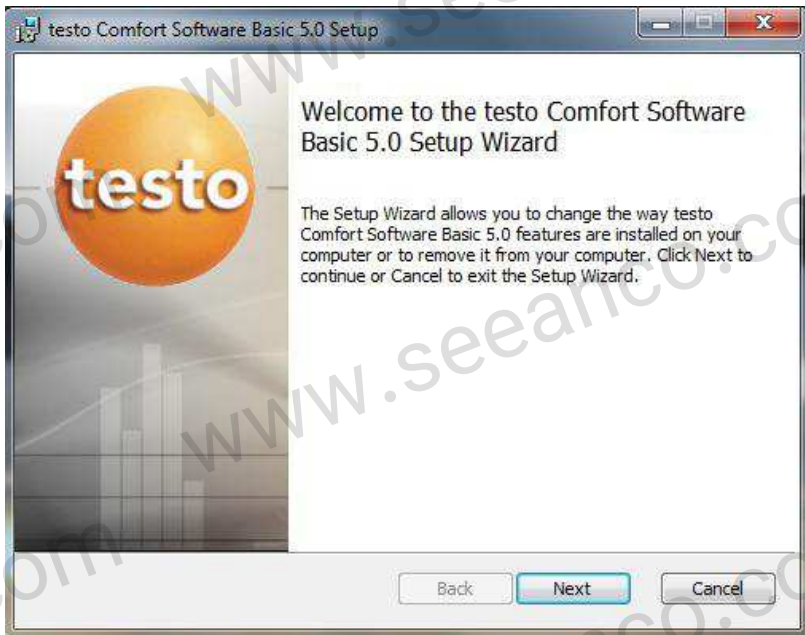 testo Comfort Software Basic 5.0 Setup
Welcome to the testo Comfort Software
Basic 5.0 Setup Wizard
testo
The Setup Wizard allows you to change the way testo
Comfort Software Basic 5.0 features are installed on your
computer or to remove it from your computer. Click Next to
continue or Cancel to exit the Setup Wizard.
www.seeanco.co
www.seeanco
Back
Next
Cancel